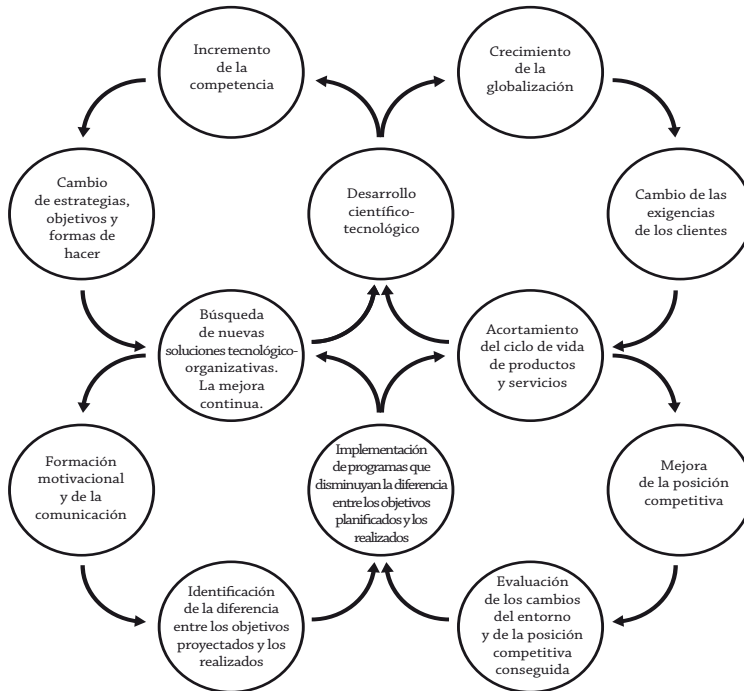 Incremento
de la
competencia
Crecimiento
de la
globalización
Cambio
de estrategias,
objetivos y
formas de
hacer
Desarrollo
científico-
tecnológico
Cambio de las
exigencias
de los clientes
Búsqueda
de nuevas
soluciones tecnológico-
organizativas.
La mejora
continua.
Acortamiento
del ciclo de vida
de productos
y servicios
Formación
motivacional
y de la
comunicación
Implementación
de programas que
disminuyan la diferencia
entre los objetivos
planificados y los
realizados
Mejora
de la posición
competitiva
Identificación
de la diferencia
entre los objetivos
proyectados y los
realizados
Evaluación
de los cambios
del entorno
y de la posición
competitiva
conseguida